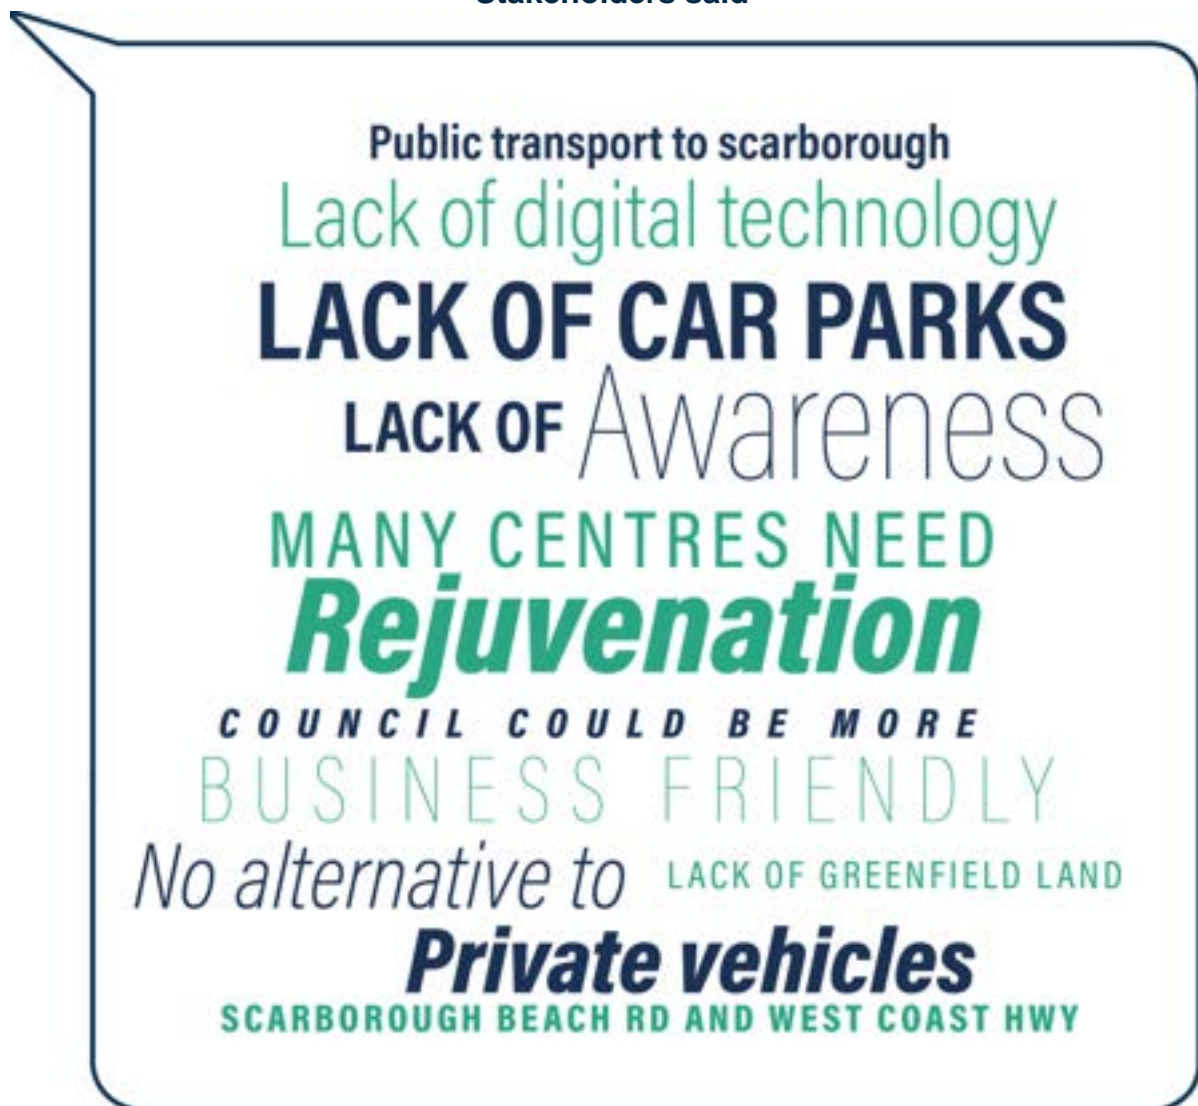 Stakeholders said
Public transport to scarborough
Lack of digital technology
LACK OF CAR PARKS
LACK OF Awareness
MANY CENTRES NEED
Rejuvenation
COUNCIL COULD BE MORE
BUSINESS FRIENDLY
No alternative to
LACK OF GREENFIELD LAND
Private vehicles
SCARBOROUGH BEACH RD AND WEST COAST HWY